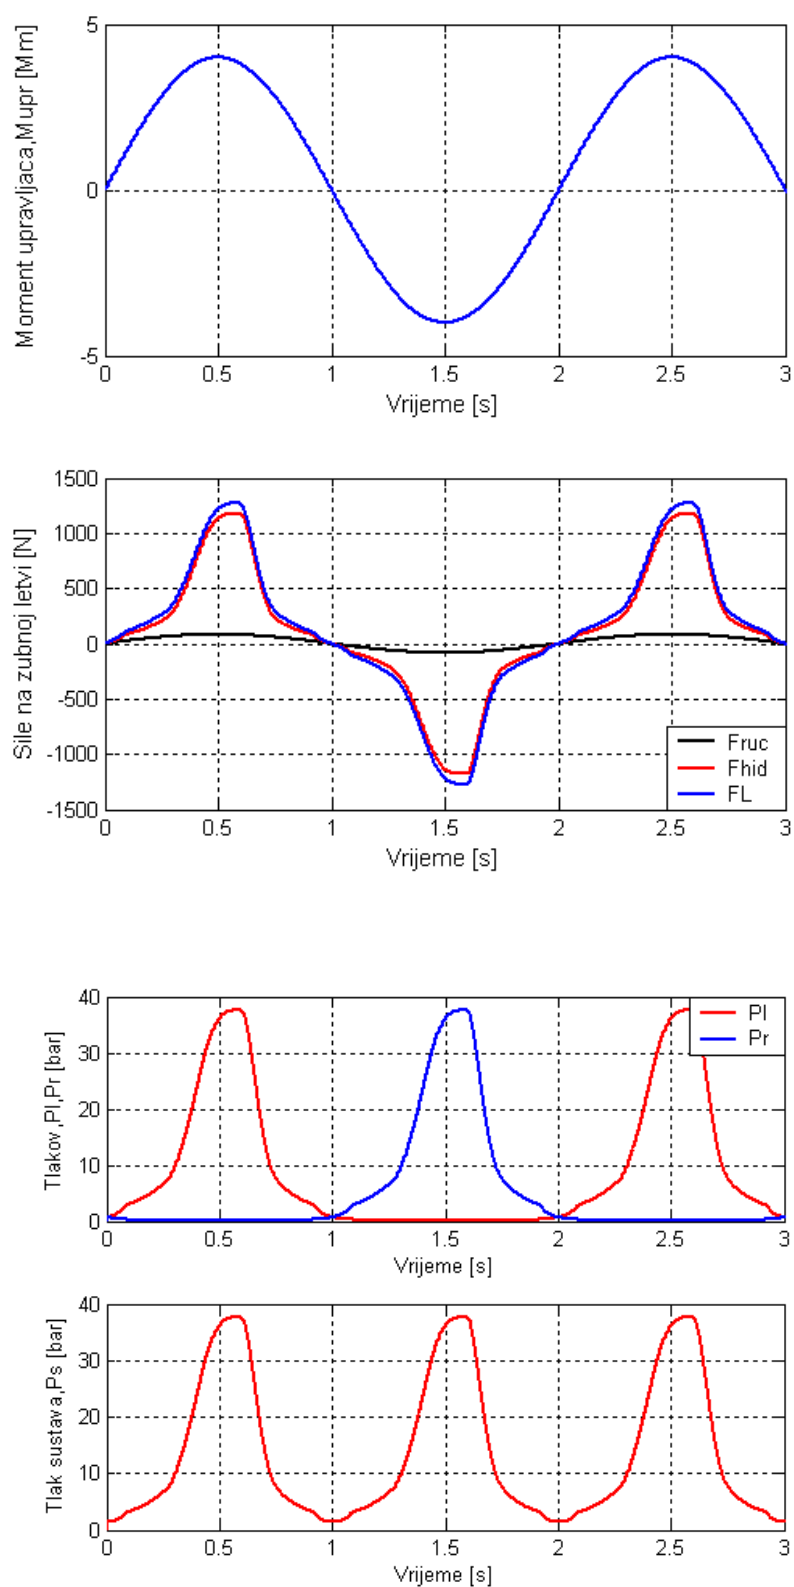 Moment upravljaca,Mupr [Mm]
5
0
-5
0 0.5 1 1.5 2 2.5 3
Vrijeme [s]
Sile na zubnoj letvi [N]
1500
1000
500
0
-500
-1000
-1500
Fruc
Fhid
FL
0 0.5 1 1.5 2 2.5 3
Vrijeme [s]
Tlakov,Pl,Pr [bar]
40
30
20
10
0
Pl
Pr
0 0.5 1 1.5 2 2.5 3
Vrijeme [s]
Tlak sustava,Ps [bar]
40
30
20
10
0
0 0.5 1 1.5 2 2.5 3
Vrijeme [s]